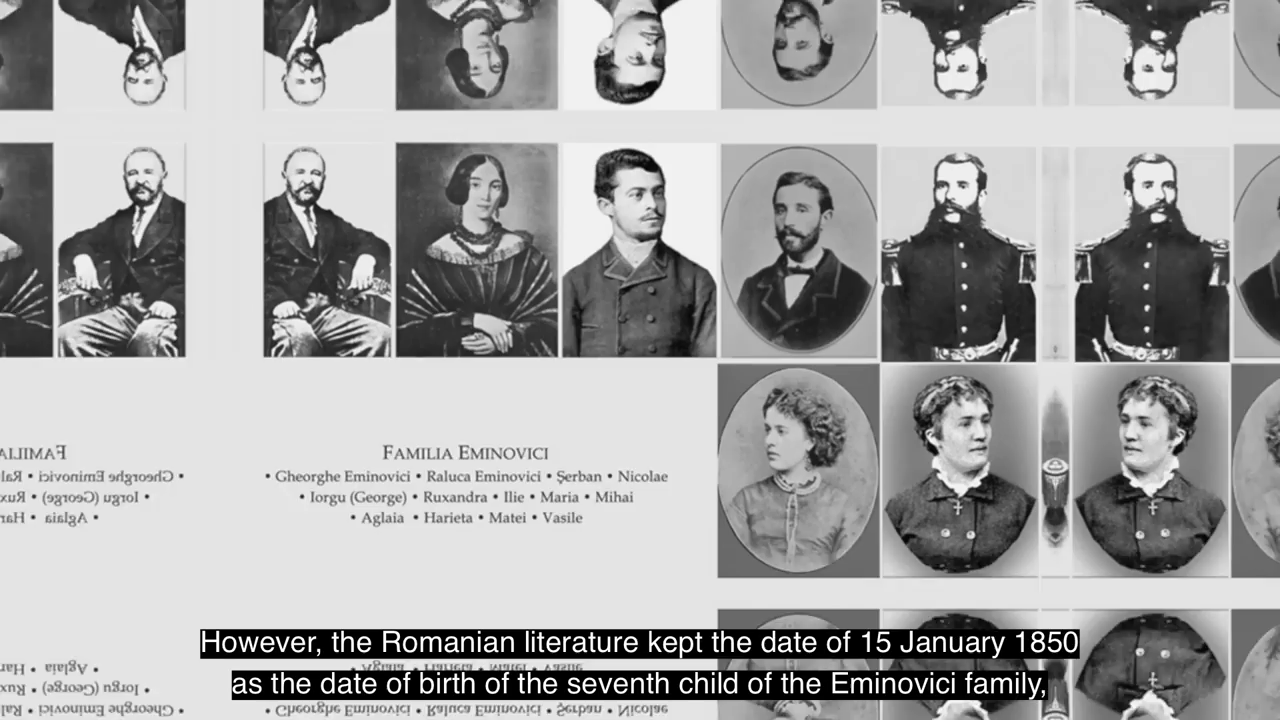 FAMILIA EMINOVICI
• Gheorghe Eminovici • Raluca Eminovici • Șerban • Nicolae
• Iorgu (George) • Ruxandra • Ilie • Maria • Mihai
• Aglaia • Harieta • Matei • Vasile
However, the Romanian literature kept the date of 15 January 1850
as the date of birth of the seventh child of the Eminovici family,